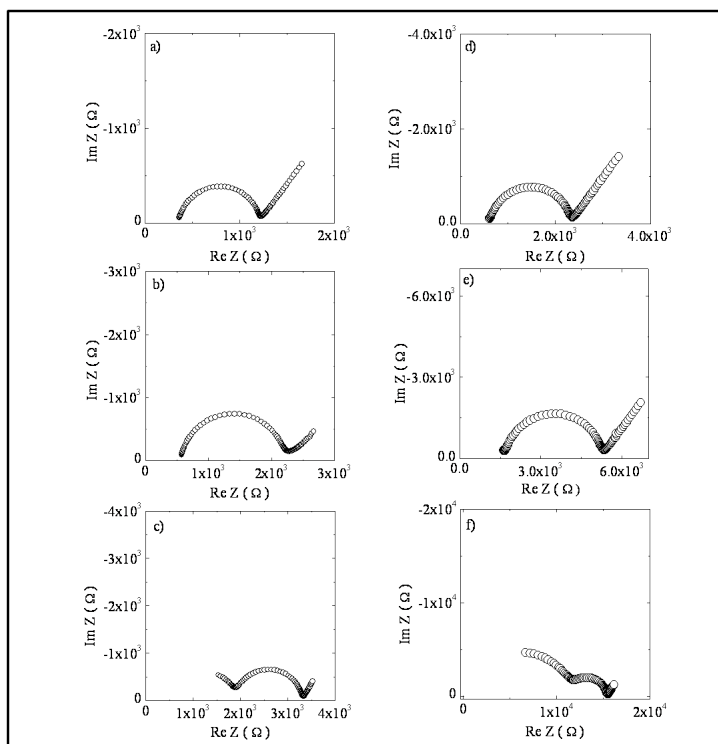 a)
-2x10³
-1x10³
0
Im Z ( Ω )
0
1x10³
2x10³
Re Z ( Ω )
b)
-3x10³
-2x10³
-1x10³
0
Im Z ( Ω )
0
1x10³
2x10³
3x10³
Re Z ( Ω )
c)
-4x10³
-3x10³
-2x10³
-1x10³
0
Im Z ( Ω )
0
1x10³
2x10³
3x10³
4x10³
Re Z ( Ω )
d)
-4.0x10³
-2.0x10³
0.0
Im Z ( Ω )
0.0
2.0x10³
4.0x10³
Re Z ( Ω )
e)
-6.0x10³
-3.0x10³
0.0
Im Z ( Ω )
0.0
3.0x10³
6.0x10³
Re Z ( Ω )
f)
-2x10⁴
-1x10⁴
0
Im Z ( Ω )
0
1x10⁴
2x10⁴
Re Z ( Ω )